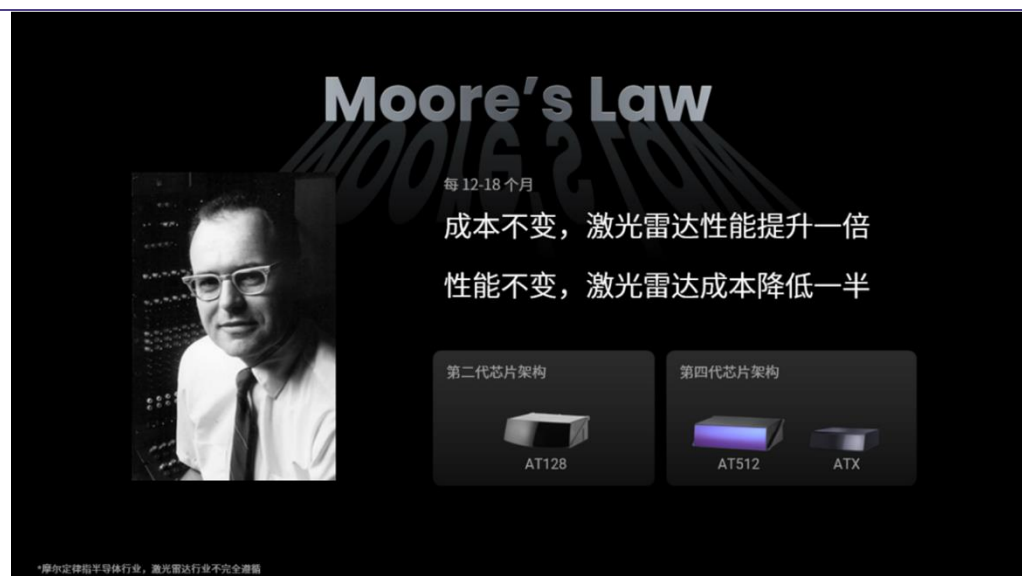 Moore's Law
每 12-18 个月
成本不变，激光雷达性能提升一倍
性能不变，激光雷达成本降低一半
第二代芯片架构
AT128
第四代芯片架构
AT512
ATX
*摩尔定律指半导体行业，激光雷达行业不完全遵循